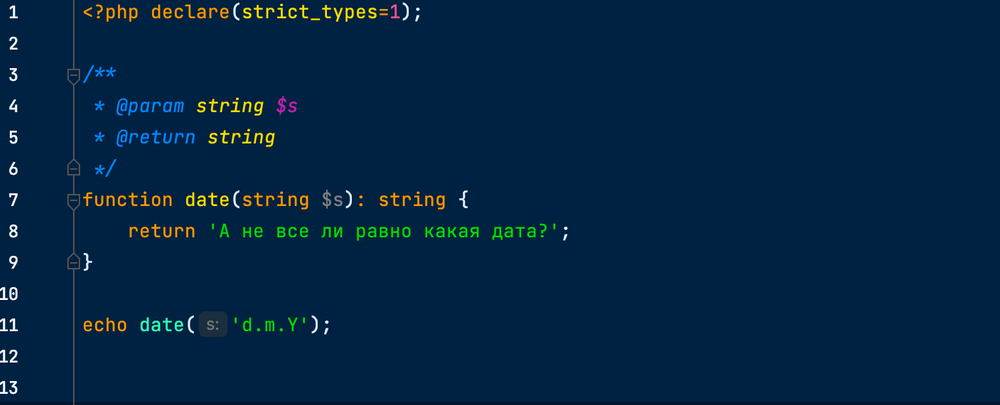 1 <?php declare(strict_types=1);
2
3 /**
4 * @param string $s
5 * @return string
6 */
7 function date(string $s): string {
8 return 'А не все ли равно какая дата?';
9 }
10
11 echo date( s: 'd.m.Y');
12
13